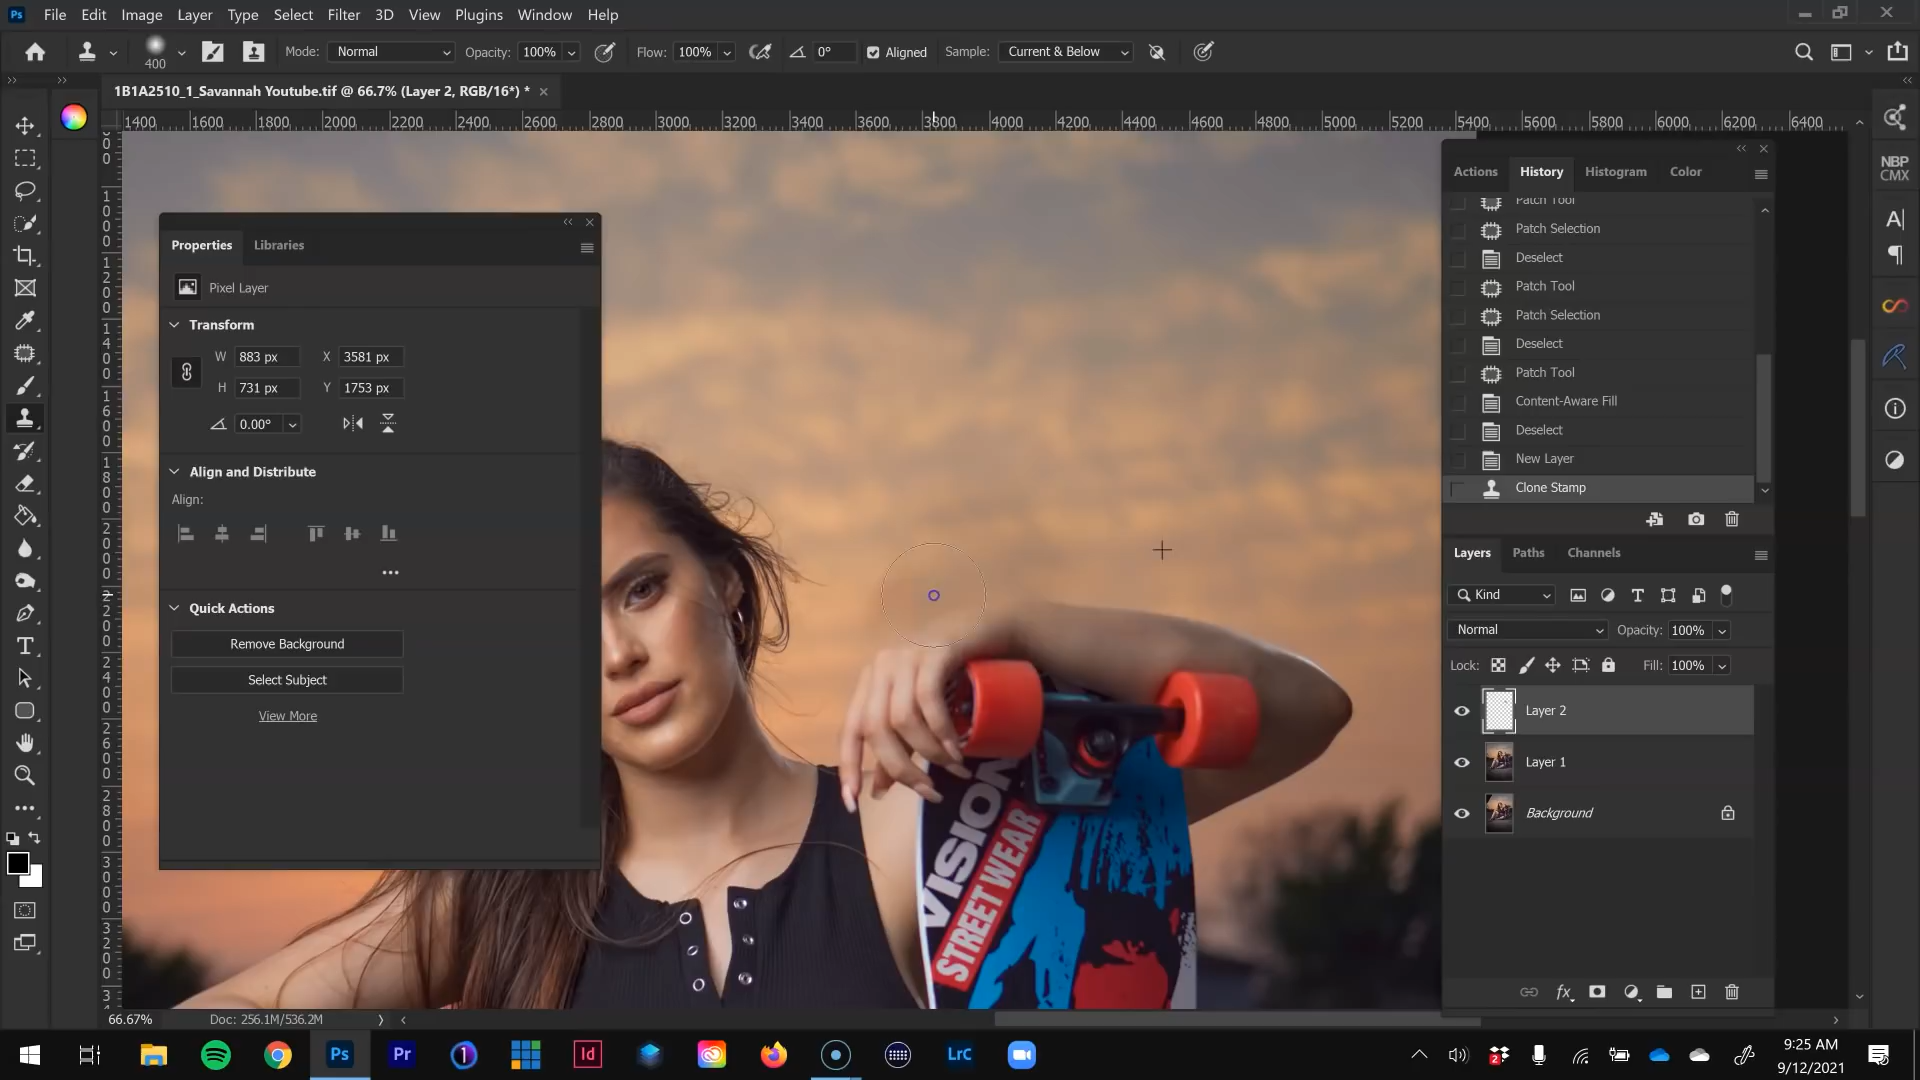 Ps File Edit Image Layer Select Filter 3D View Plugins Window Help
400 Mode: Normal Opacity: 100% Flow: 100% 0° Aligned Sample: Current & Below
1B1A2510_1_Savannah Youtube.tif @ 66.7% (Layer 2, RGB/16*) *
1400 1600 1800 2000 2200 2400 2600 2800 3000 3200 3400 3600 3800 4000 4200 4400 4600 4800 5000 5200 5400 5600 5800 6000 6200 6400
Properties Libraries
Pixel Layer
Transform
W 883 px X 3581 px
H 731 px Y 1753 px
0.00°
Align and Distribute
Align:
Quick Actions
Remove Background
Select Subject
View More
VISION
STREET WEAR
Actions History Histogram Color
Patch Tool
Patch Selection
Deselect
Patch Tool
Patch Selection
Deselect
Patch Tool
Content-Aware Fill
Deselect
New Layer
Clone Stamp
Layers Paths Channels
Kind
Normal Opacity: 100%
Lock: Fill: 100%
Layer 2
Layer 1
Background
fx
NBP
CMX
A
66.67% Doc: 256.1M/536.2M
Ps Pr Id LrC
2
9:25 AM
9/12/2021